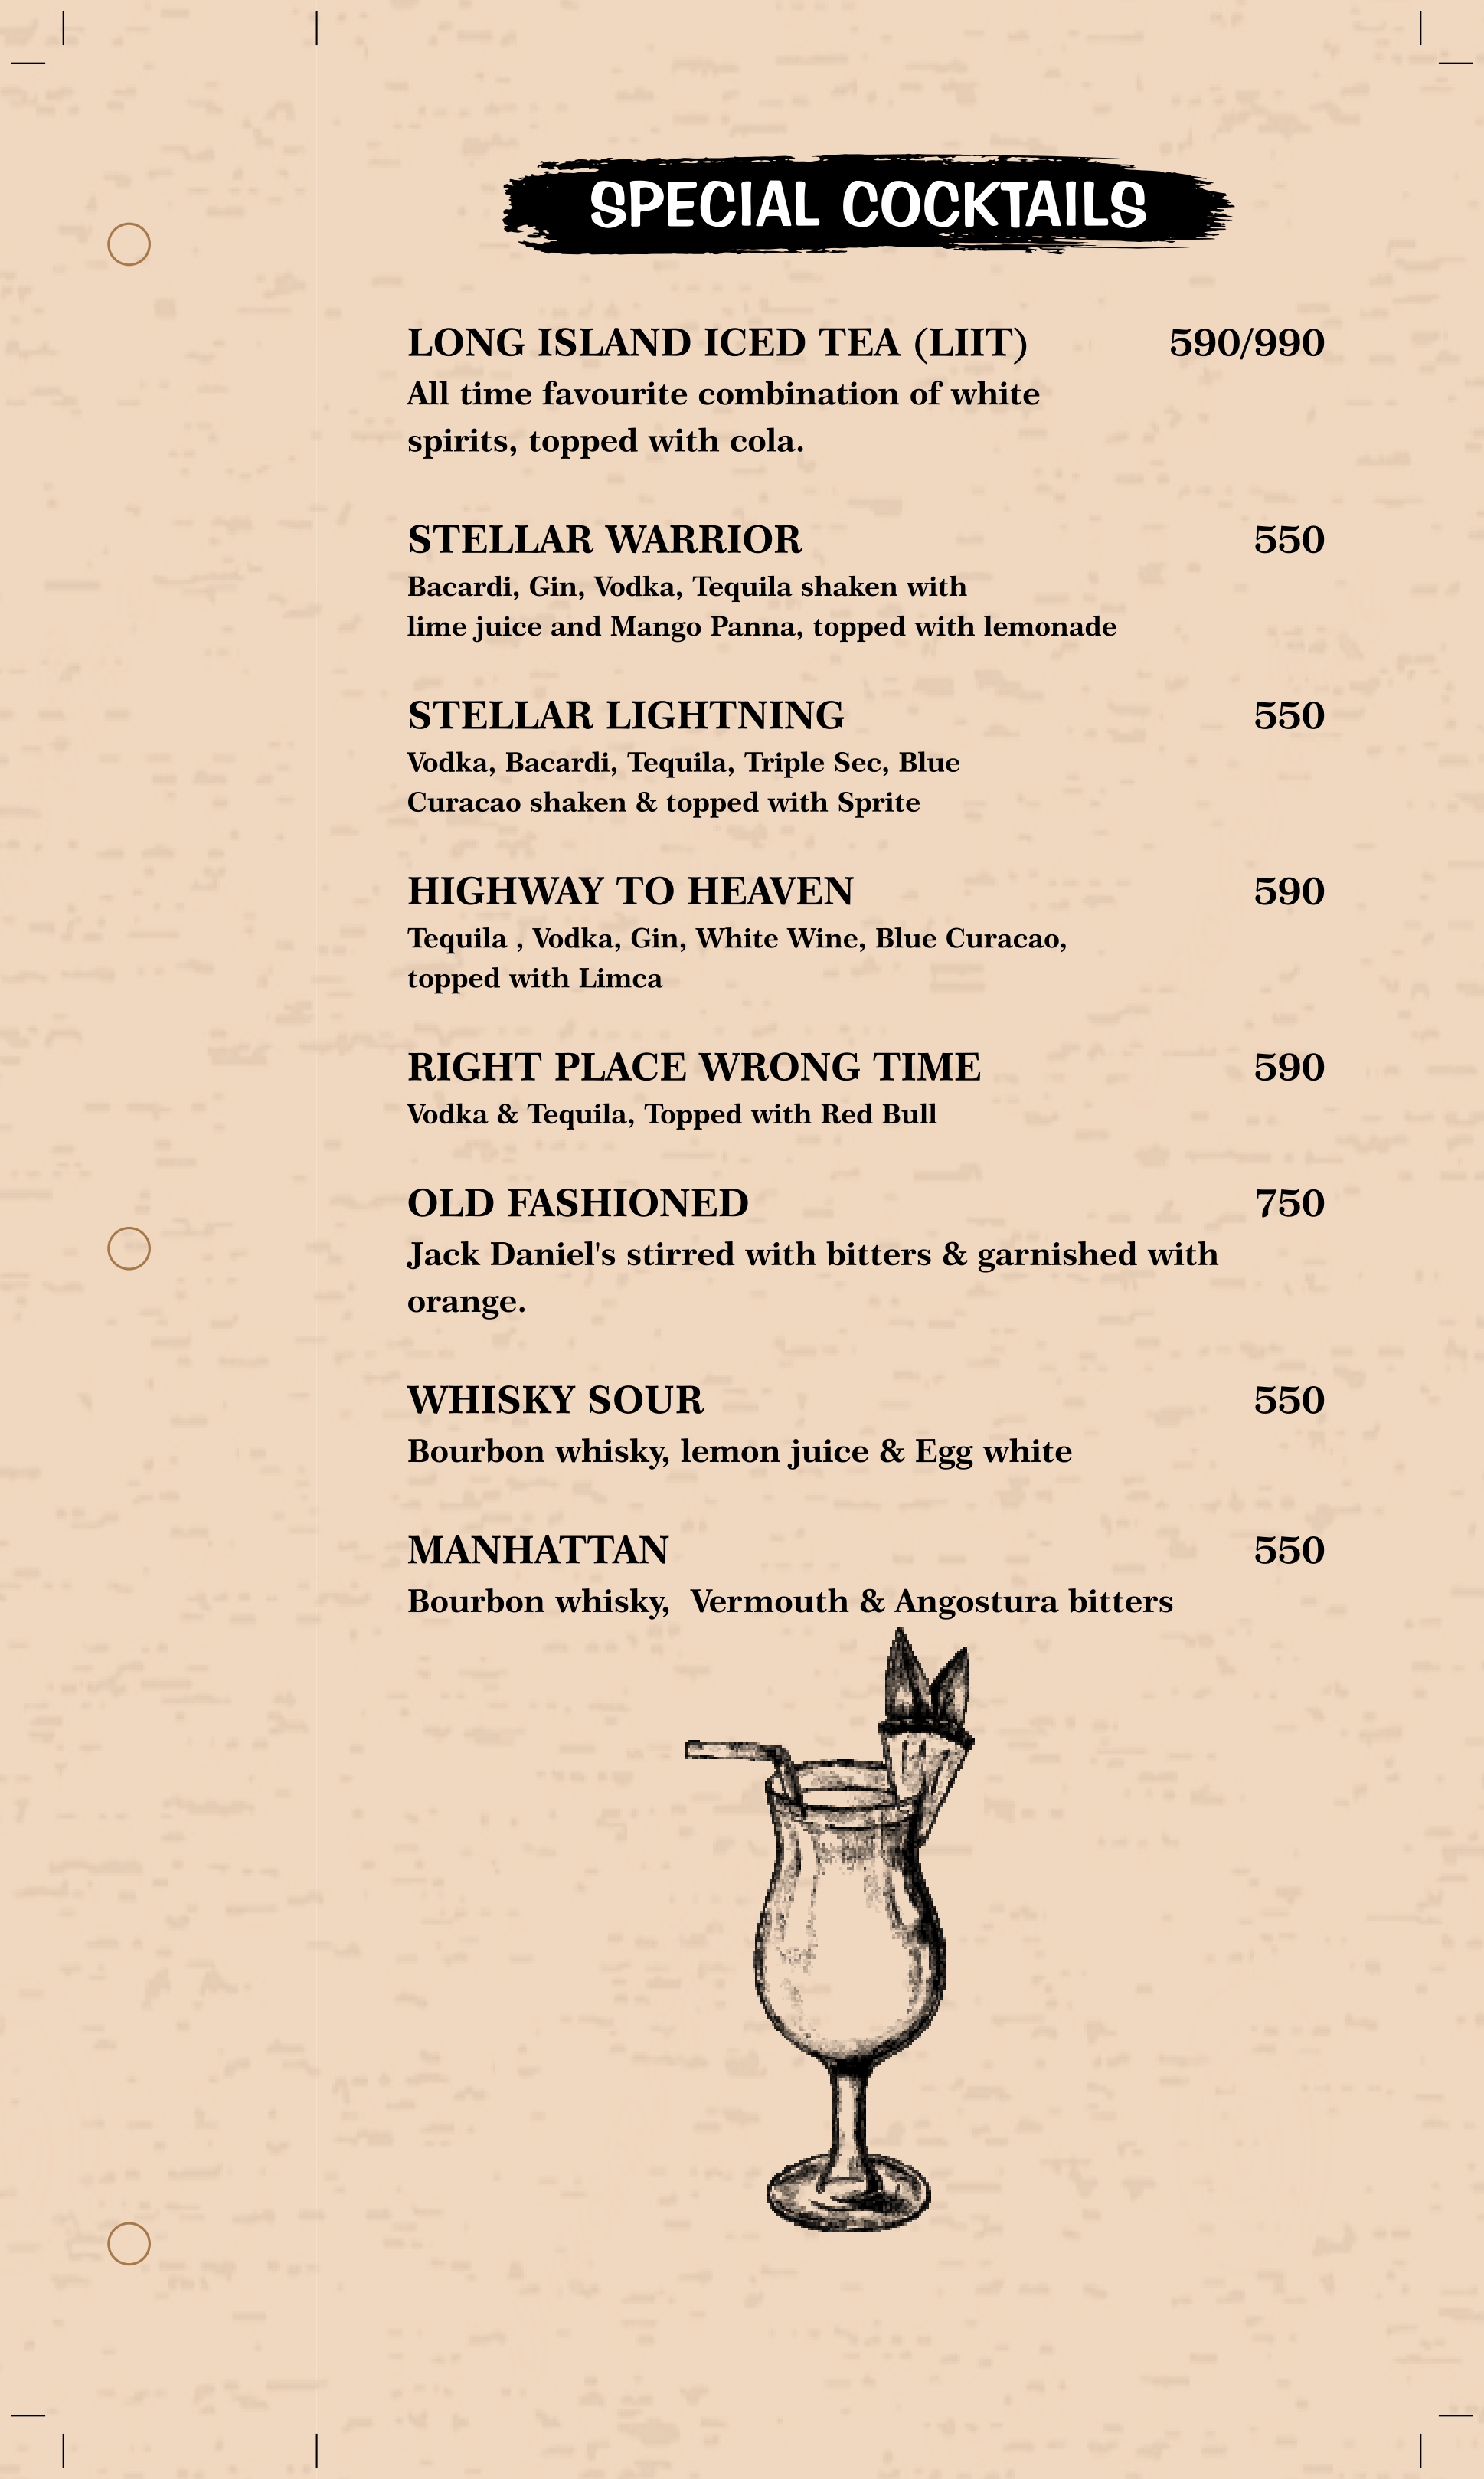 SPECIAL COCKTAILS
LONG ISLAND ICED TEA (LIIT) 590/990
All time favourite combination of white
spirits, topped with cola.
STELLAR WARRIOR 550
Bacardi, Gin, Vodka, Tequila shaken with
lime juice and Mango Panna, topped with lemonade
STELLAR LIGHTNING 550
Vodka, Bacardi, Tequila, Triple Sec, Blue
Curacao shaken & topped with Sprite
HIGHWAY TO HEAVEN 590
Tequila , Vodka, Gin, White Wine, Blue Curacao,
topped with Limca
RIGHT PLACE WRONG TIME 590
Vodka & Tequila, Topped with Red Bull
OLD FASHIONED 750
Jack Daniel's stirred with bitters & garnished with
orange.
WHISKY SOUR 550
Bourbon whisky, lemon juice & Egg white
MANHATTAN 550
Bourbon whisky,  Vermouth & Angostura bitters